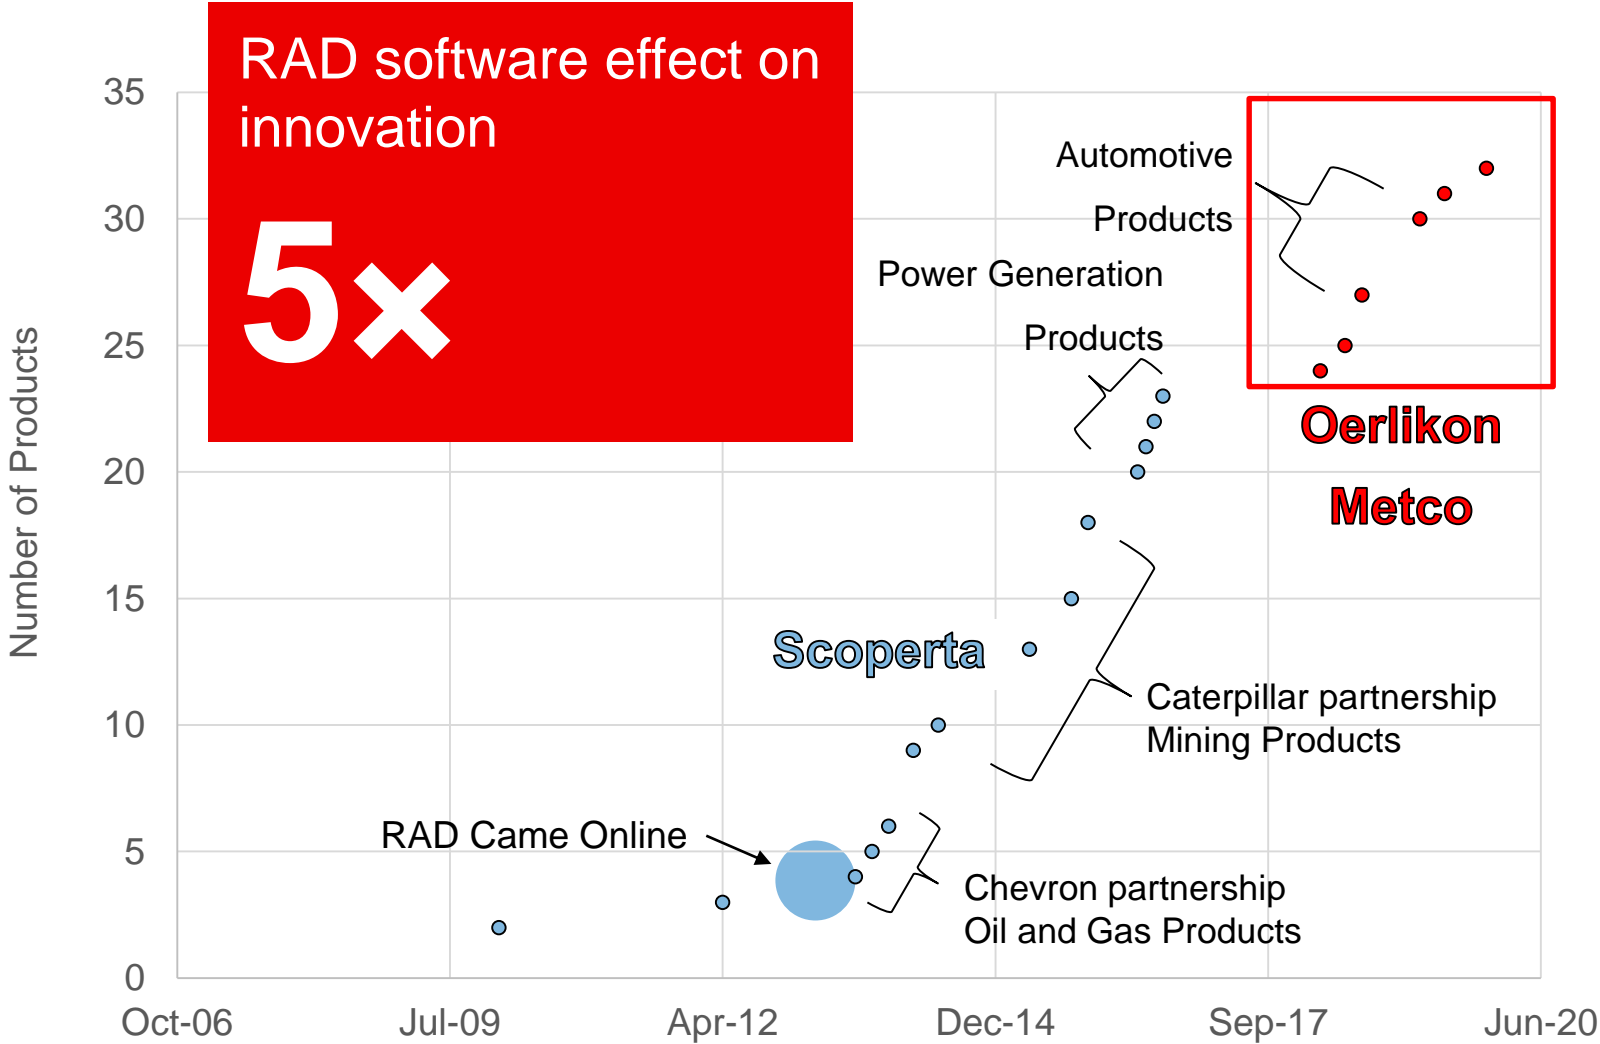 RAD software effect on
innovation
5×
Number of Products
35
30
25
20
15
10
5
0
Oct-06
Jul-09
Apr-12
Dec-14
Sep-17
Jun-20
Automotive
Products
Power Generation
Products
Oerlikon
Metco
Scoperta
Caterpillar partnership
Mining Products
RAD Came Online
Chevron partnership
Oil and Gas Products